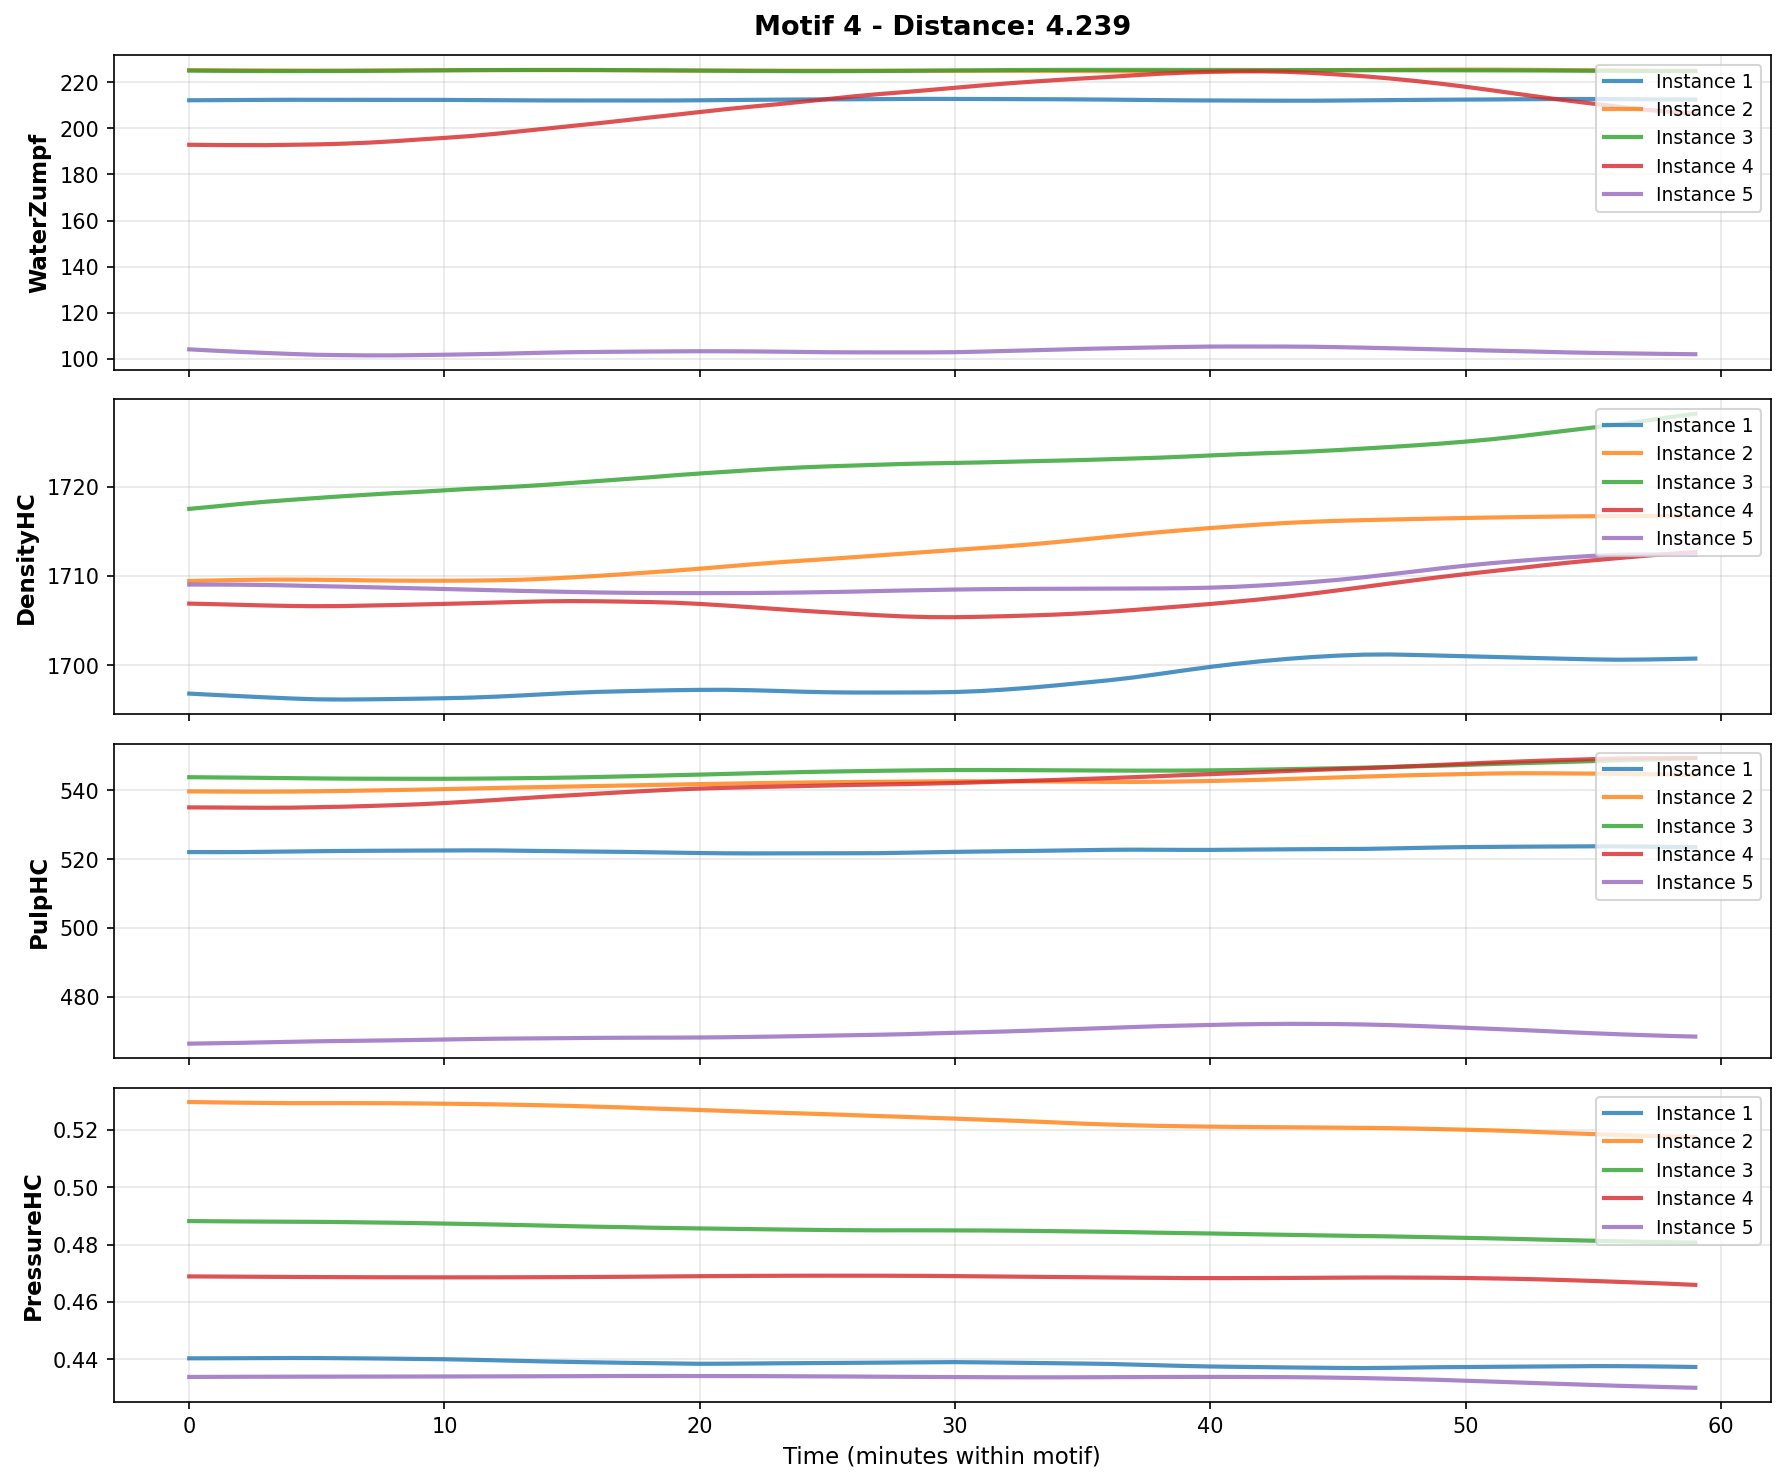 Motif 4 - Distance: 4.239
WaterZumpf
220
200
180
160
140
120
100
Instance 1
Instance 2
Instance 3
Instance 4
Instance 5
DensityHC
1720
1710
1700
Instance 1
Instance 2
Instance 3
Instance 4
Instance 5
PulpHC
540
520
500
480
Instance 1
Instance 2
Instance 3
Instance 4
Instance 5
PressureHC
0.52
0.50
0.48
0.46
0.44
Instance 1
Instance 2
Instance 3
Instance 4
Instance 5
0 10 20 30 40 50 60
Time (minutes within motif)